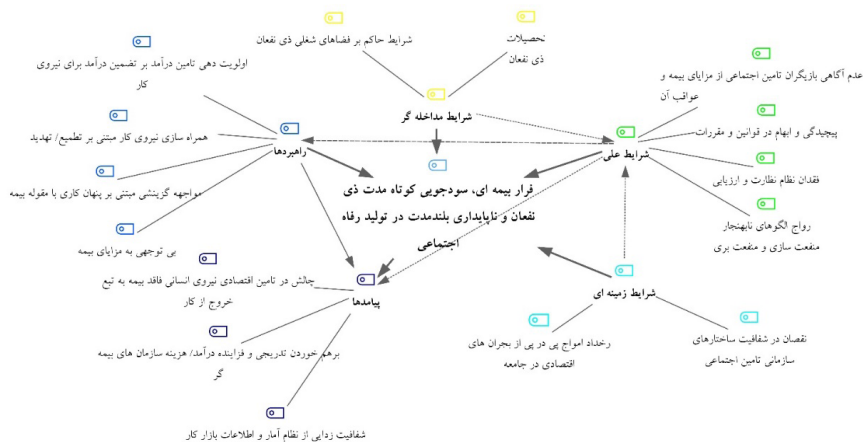 شرایط حاکم بر فضاهای شغلی ذی نفعان
تحصیلات
ذی نفعان
شرایط مداخله گر
اولویت دهی تامین درآمد بر تضمین درآمد برای نیروی
کار
همراه سازی نیروی کار مبتنی بر تطمیع/ تهدید
مواجهه گزینشی مبتنی بر پنهان کاری با مقوله بیمه
بی توجهی به مزایای بیمه
راهبردها
عدم آگاهی بازیگران تامین اجتماعی از مزایای بیمه و
عواقب آن
پیچیدگی و ابهام در قوانین و مقررات
فقدان نظام نظارت و ارزیابی
رواج الگوهای نابهنجار
منفعت سازی و منفعت بری
شرایط علی
فرار بیمه ای، سودجویی کوتاه مدت ذی
نفعان و ناپایداری بلندمدت در تولید رفاه
اجتماعی
چالش در تامین اقتصادی نیروی انسانی فاقد بیمه به تبع
خروج از کار
پیامدها
برهم خوردن تدریجی و فزاینده درآمد/ هزینه سازمان های بیمه
گر
شفافیت زدایی از نظام آمار و اطلاعات بازار کار
شرایط زمینه ای
رخداد امواج پی در پی از بحران های
اقتصادی در جامعه
نقصان در شفافیت ساختارهای
سازمانی تامین اجتماعی